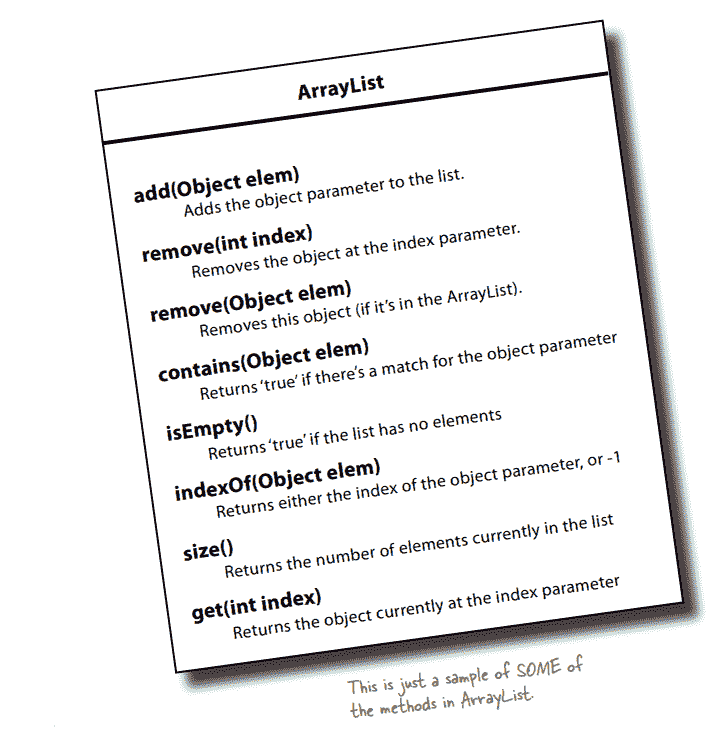 ArrayList
add(Object elem)
Adds the object parameter to the list.
remove(int index)
Removes the object at the index parameter.
remove(Object elem)
Removes this object (if it’s in the ArrayList).
contains(Object elem)
Returns ‘true’ if there’s a match for the object parameter
isEmpty()
Returns ‘true’ if the list has no elements
indexOf(Object elem)
Returns either the index of the object parameter, or -1
size()
Returns the number of elements currently in the list
get(int index)
Returns the object currently at the index parameter
This is just a sample of SOME of
the methods in ArrayList.